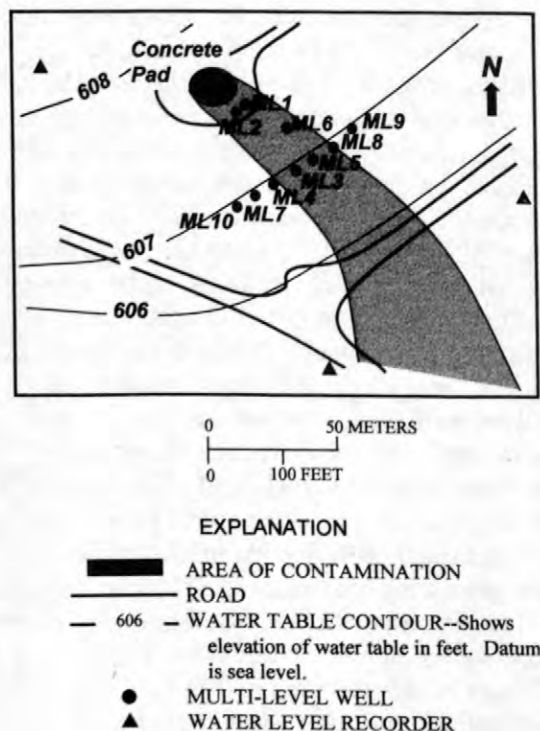 Concrete
Pad
N
608
ML1
ML2
ML6
ML9
ML8
ML5
ML3
ML4
ML7
ML10
607
606
0 50 METERS
0 100 FEET
EXPLANATION
AREA OF CONTAMINATION
ROAD
606 WATER TABLE CONTOUR--Shows
elevation of water table in feet. Datum
is sea level.
MULTI-LEVEL WELL
WATER LEVEL RECORDER